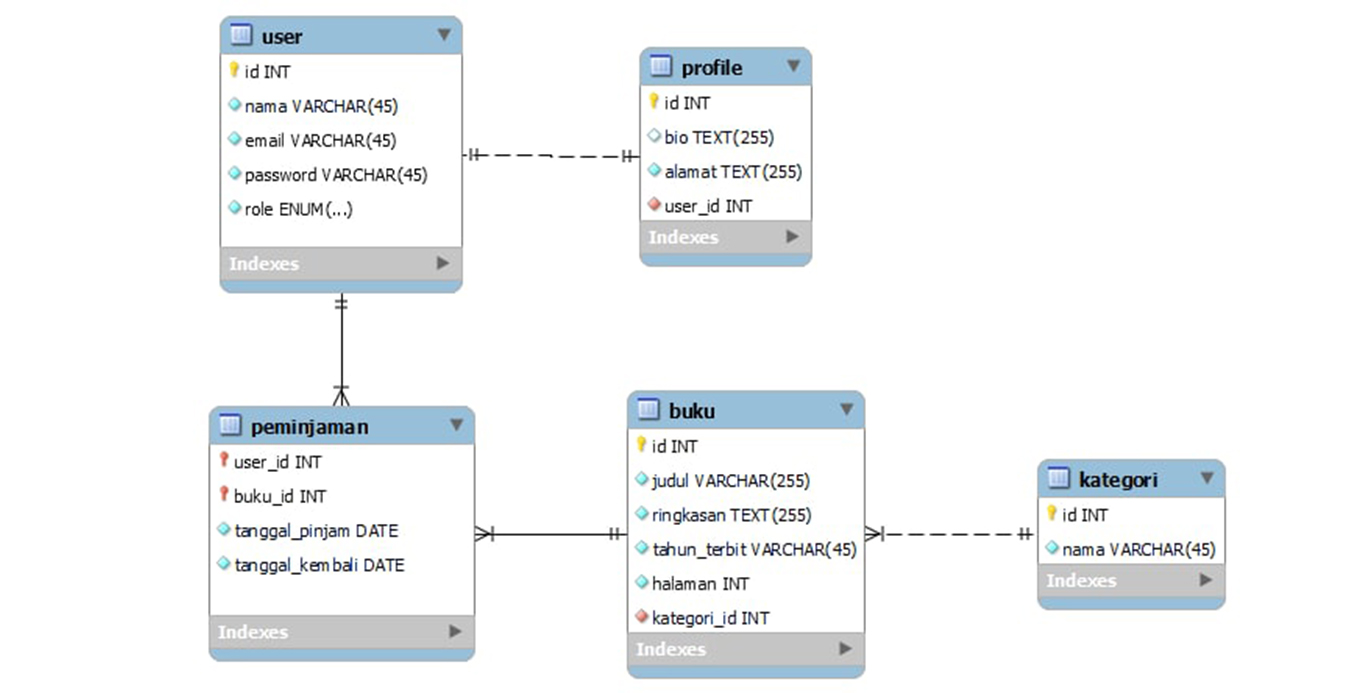 user
id INT
nama VARCHAR(45)
email VARCHAR(45)
password VARCHAR(45)
role ENUM(...)
Indexes
profile
id INT
bio TEXT(255)
alamat TEXT(255)
user_id INT
Indexes
peminjaman
user_id INT
buku_id INT
tanggal_pinjam DATE
tanggal_kembali DATE
Indexes
buku
id INT
judul VARCHAR(255)
ringkasan TEXT(255)
tahun_terbit VARCHAR(45)
halaman INT
kategori_id INT
Indexes
kategori
id INT
nama VARCHAR(45)
Indexes